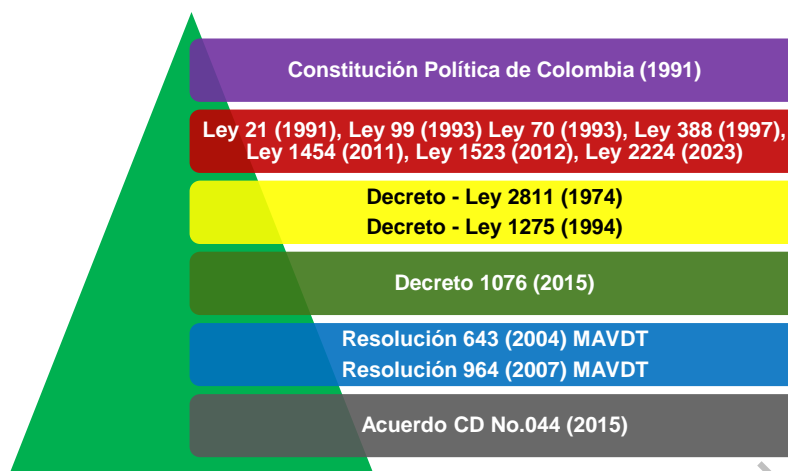 Constitución Política de Colombia (1991)
Ley 21 (1991), Ley 99 (1993) Ley 70 (1993), Ley 388 (1997),
Ley 1454 (2011), Ley 1523 (2012), Ley 2224 (2023)
Decreto - Ley 2811 (1974)
Decreto - Ley 1275 (1994)
Decreto 1076 (2015)
Resolución 643 (2004) MAVDT
Resolución 964 (2007) MAVDT
Acuerdo CD No.044 (2015)